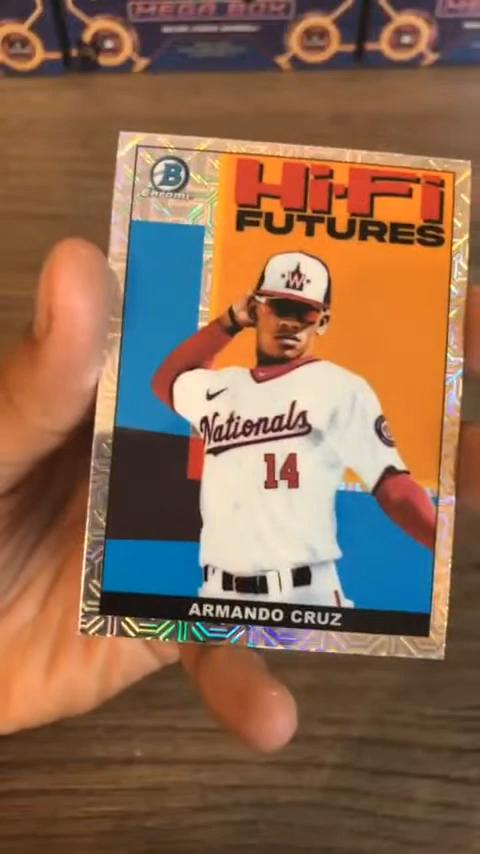 MEGA BOX
B
Chrome
Hi-Fi
FUTURES
W
Nationals
14
ARMANDO CRUZ